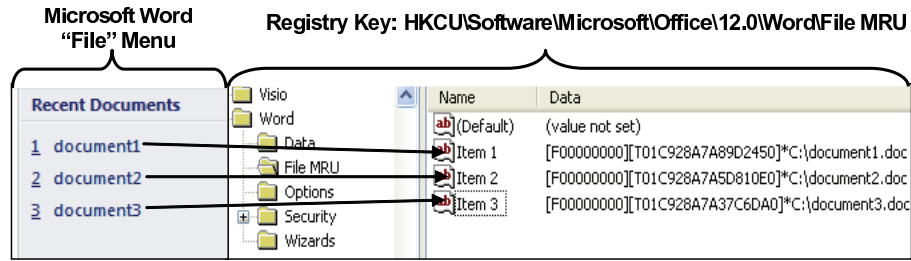 Microsoft Word
“File” Menu
Registry Key: HKCU\Software\Microsoft\Office\12.0\Word\File MRU
Recent Documents
1 document1
2 document2
3 document3
Visio
Word
Data
File MRU
Options
Security
Wizards
Name Data
(Default) (value not set)
Item 1 [F00000000][T01C928A7A89D2450]*C:\document1.doc
Item 2 [F00000000][T01C928A7A5D810E0]*C:\document2.doc
Item 3 [F00000000][T01C928A7A37C6DA0]*C:\document3.doc